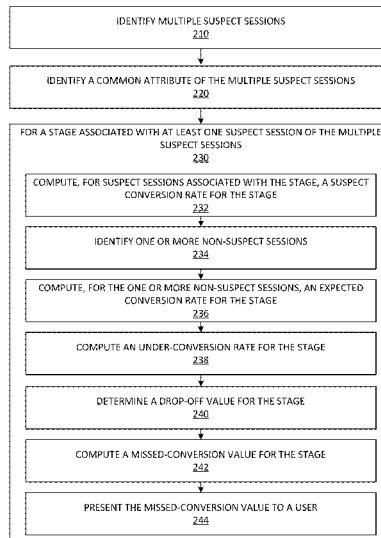 IDENTIFY MULTIPLE SUSPECT SESSIONS
210
IDENTIFY A COMMON ATTRIBUTE OF THE MULTIPLE SUSPECT SESSIONS
220
FOR A STAGE ASSOCIATED WITH AT LEAST ONE SUSPECT SESSION OF THE MULTIPLE
SUSPECT SESSIONS
230
COMPUTE, FOR SUSPECT SESSIONS ASSOCIATED WITH THE STAGE, A SUSPECT
CONVERSION RATE FOR THE STAGE
232
IDENTIFY ONE OR MORE NON-SUSPECT SESSIONS
234
COMPUTE, FOR THE ONE OR MORE NON-SUSPECT SESSIONS, AN EXPECTED
CONVERSION RATE FOR THE STAGE
236
COMPUTE AN UNDER-CONVERSION RATE FOR THE STAGE
238
DETERMINE A DROP-OFF VALUE FOR THE STAGE
240
COMPUTE A MISSED-CONVERSION VALUE FOR THE STAGE
242
PRESENT THE MISSED-CONVERSION VALUE TO A USER
244